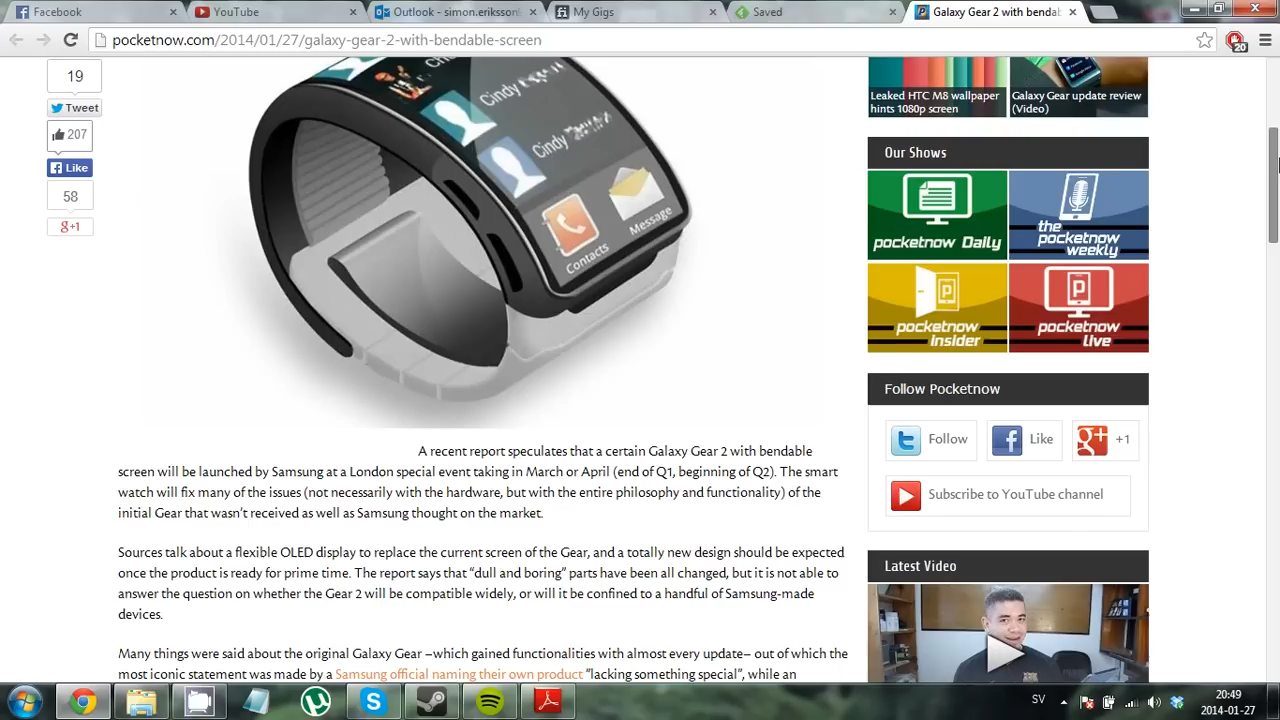 Facebook
YouTube
Outlook - simon.eriksson
My Gigs
Saved
Galaxy Gear 2 with benda
pocketnow.com/2014/01/27/galaxy-gear-2-with-bendable-screen
20
19
Tweet
207
Like
58
g+1
Cindy
Cindy
Contacts
Message
Leaked HTC M8 wallpaper
hints 1080p screen
Galaxy Gear update review
(Video)
Our Shows
pocketnow Daily
the
pocketnow
weekly
pocketnow
insider
pocketnow
live
Follow Pocketnow
Follow
Like
g+
+1
Subscribe to YouTube channel
Latest Video
A recent report speculates that a certain Galaxy Gear 2 with bendable
screen will be launched by Samsung at a London special event taking in March or April (end of Q1, beginning of Q2). The smart
watch will fix many of the issues (not necessarily with the hardware, but with the entire philosophy and functionality) of the
initial Gear that wasn't received as well as Samsung thought on the market.
Sources talk about a flexible OLED display to replace the current screen of the Gear, and a totally new design should be expected
once the product is ready for prime time. The report says that “dull and boring” parts have been all changed, but it is not able to
answer the question on whether the Gear 2 will be compatible widely, or will it be confined to a handful of Samsung-made
devices.
Many things were said about the original Galaxy Gear –which gained functionalities with almost every update– out of which the
most iconic statement was made by a Samsung official naming their own product “lacking something special”, while an
SV
20:49
2014-01-27